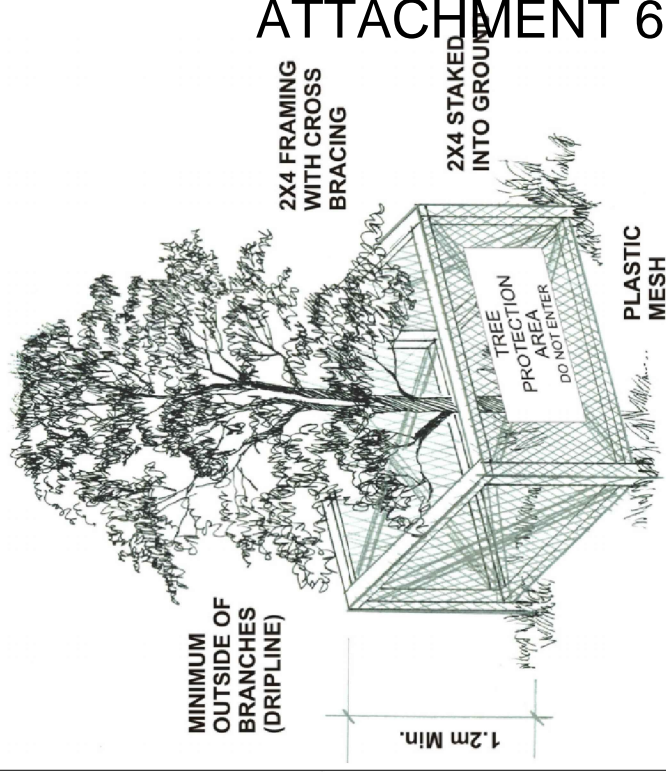 ATTACHMENT 6
2X4 FRAMING
WITH CROSS
BRACING
2X4 STAKED
INTO GROUND
TREE
PROTECTION
AREA
DO NOT ENTER
PLASTIC
MESH
MINIMUM
OUTSIDE OF
BRANCHES
(DRIPLINE)
1.2m Min.